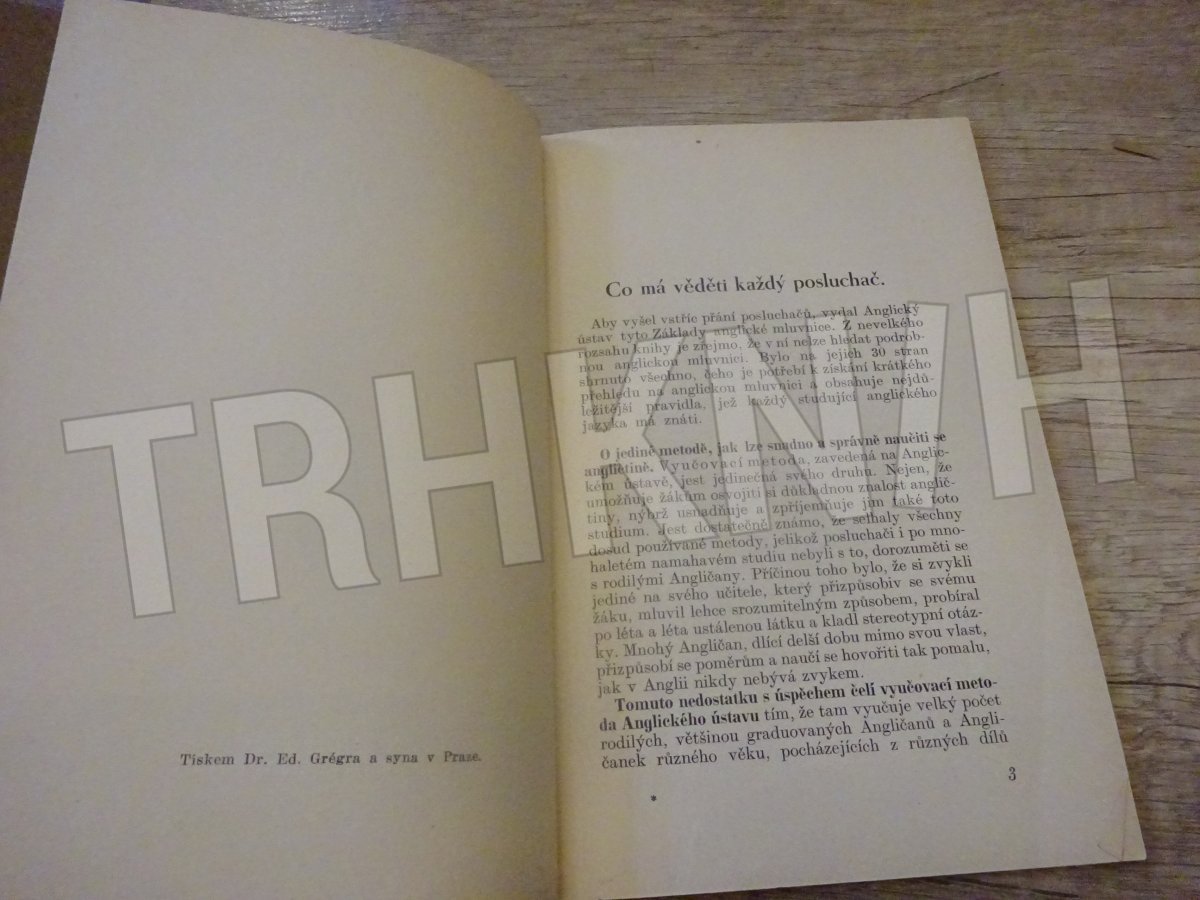 Tiskem Dr. Ed. Grégra a syna v Praze.
Co má věděti každý posluchač.
Aby vyšel vstříc přání posluchačů, vydal Anglický
ústav tyto Základy anglické mluvnice. Z nevelkého
rozsahu knihy je zřejmo, že v ní nelze hledat podrob-
nou anglickou mluvnici. Bylo na jejích 30 stran
shrnuto všechno, čeho je potřebí k získání krátkého
přehledu na anglickou mluvnici a obsahuje nejdů-
ležitější pravidla, jež každý studující anglického
jazyka má znáti.
O jediné metodě, jak lze snadno a správně naučiti se
angličtině. Vyučovací metoda, zavedená na Anglic-
kém ústavě, jest jedinečná svého druhu. Nejen, že
umožňuje žákům osvojiti si důkladnou znalost anglič-
tiny, nýbrž usnadňuje a zpříjemňuje jim také toto
studium. Jest dostatečně známo, že selhaly všechny
dosud používané metody, jelikož posluchači i po mno-
haletém namahavém studiu nebyli s to, dorozuměti se
s rodilými Angličany. Příčinou toho bylo, že si zvykli
jedině na svého učitele, který přizpůsobiv se svému
žáku, mluvil lehce srozumitelným způsobem, probíral
po léta a léta ustálenou látku a kladl stereotypní otáz-
ky. Mnohý Angličan, dlící delší dobu mimo svou vlast,
přizpůsobí se poměrům a naučí se hovořiti tak pomalu,
jak v Anglii nikdy nebývá zvykem.
Tomuto nedostatku s úspěchem čelí vyučovací meto-
da Anglického ústavu tím, že tam vyučuje velký počet
rodilých, většinou graduovaných Angličanů a Angli-
čanek různého věku, pocházejících z různých dílů
3
*
TRHKNIH